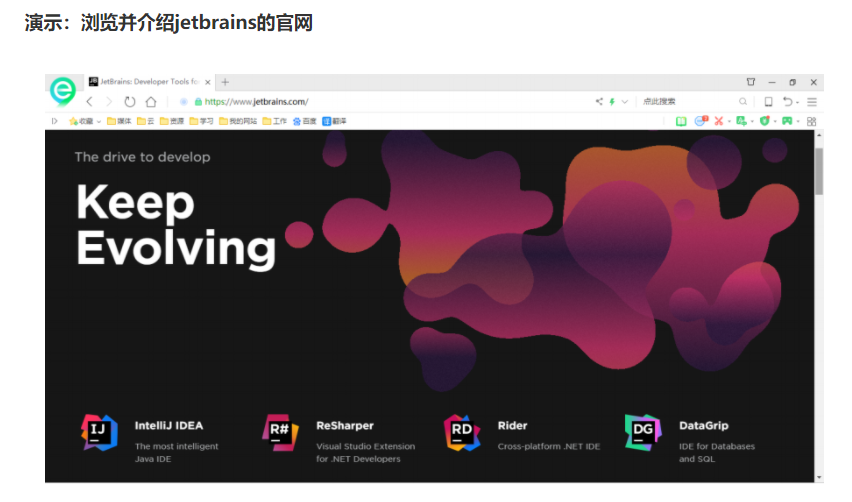 演示：浏览并介绍jetbrains的官网
JetBrains: Developer Tools fo
https://www.jetbrains.com/
点此搜索
收藏 媒体 云 资源 学习 我的网站 工作 百度 翻译
The drive to develop
Keep
Evolving
IJ
IntelliJ IDEA
The most intelligent
Java IDE
R#
ReSharper
Visual Studio Extension
for .NET Developers
RD
Rider
Cross-platform .NET IDE
DG
DataGrip
IDE for Databases
and SQL